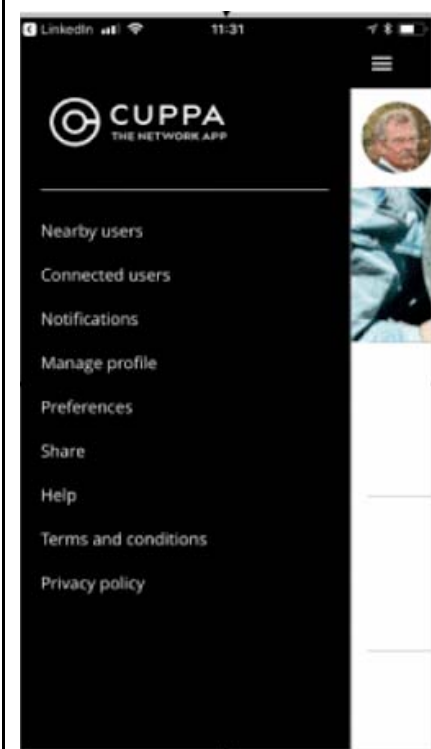 LinkedIn 11:31
CUPPA
THE NETWORK APP
Nearby users
Connected users
Notifications
Manage profile
Preferences
Share
Help
Terms and conditions
Privacy policy